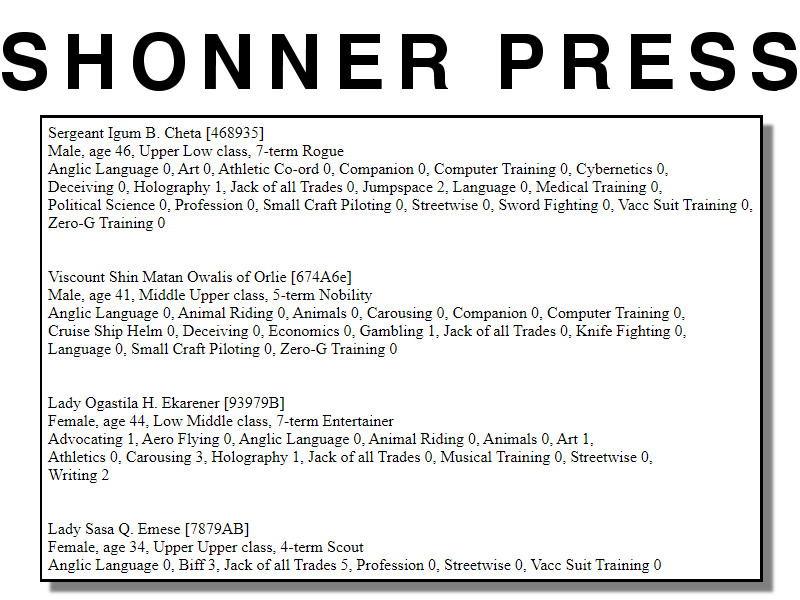 SHONNER PRESS
Sergeant Igum B. Cheta [468935]
Male, age 46, Upper Low class, 7-term Rogue
Anglic Language 0, Art 0, Athletic Co-ord 0, Companion 0, Computer Training 0, Cybernetics 0,
Deceiving 0, Holography 1, Jack of all Trades 0, Jumpspace 2, Language 0, Medical Training 0,
Political Science 0, Profession 0, Small Craft Piloting 0, Streetwise 0, Sword Fighting 0, Vacc Suit Training 0,
Zero-G Training 0
Viscount Shin Matan Owalis of Orlie [674A6e]
Male, age 41, Middle Upper class, 5-term Nobility
Anglic Language 0, Animal Riding 0, Animals 0, Carousing 0, Companion 0, Computer Training 0,
Cruise Ship Helm 0, Deceiving 0, Economics 0, Gambling 1, Jack of all Trades 0, Knife Fighting 0,
Language 0, Small Craft Piloting 0, Zero-G Training 0
Lady Ogastila H. Ekarener [93979B]
Female, age 44, Low Middle class, 7-term Entertainer
Advocating 1, Aero Flying 0, Anglic Language 0, Animal Riding 0, Animals 0, Art 1,
Athletics 0, Carousing 3, Holography 1, Jack of all Trades 0, Musical Training 0, Streetwise 0,
Writing 2
Lady Sasa Q. Emese [7879AB]
Female, age 34, Upper Upper class, 4-term Scout
Anglic Language 0, Biff 3, Jack of all Trades 5, Profession 0, Streetwise 0, Vacc Suit Training 0